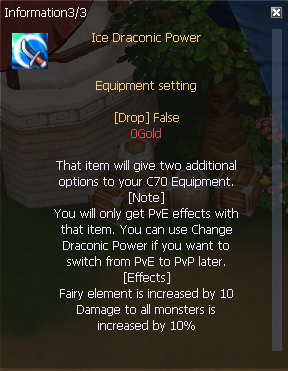 Information3/3
Ice Draconic Power
Equipment setting
[Drop] False
0Gold
That item will give two additional
options to your C70 Equipment.
[Note]
You will only get PvE effects with
that item. You can use Change
Draconic Power if you want to
switch from PvE to PvP later.
[Effects]
Fairy element is increased by 10
Damage to all monsters is
increased by 10%